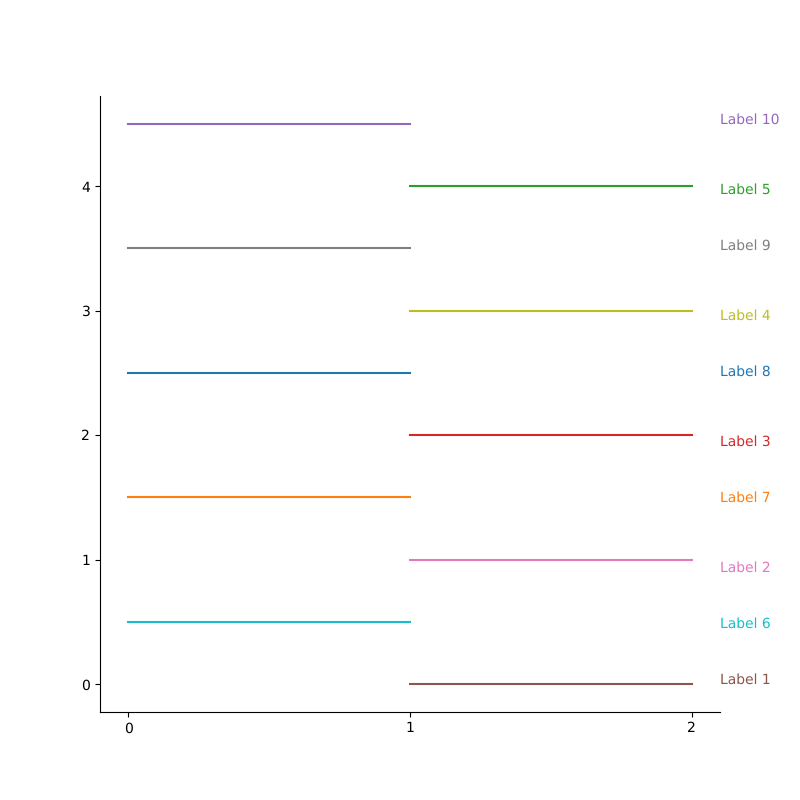 Label 10
4
Label 5
Label 9
3
Label 4
Label 8
2
Label 3
Label 7
1
Label 2
Label 6
0
Label 1
0
1
2